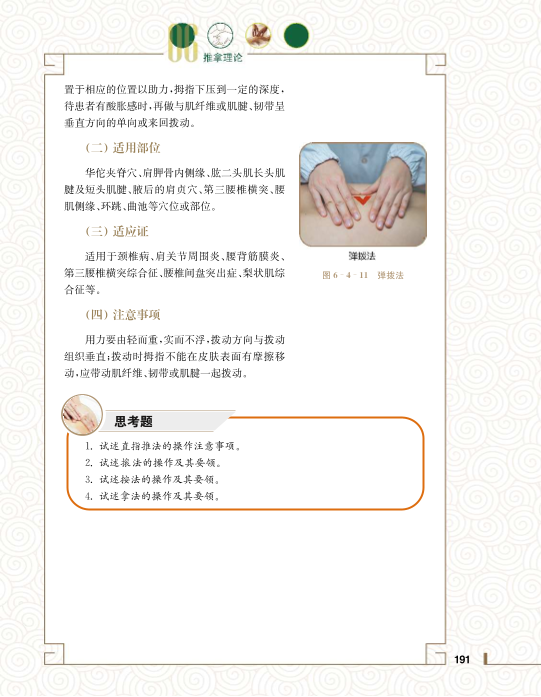 06
推拿理论
置于相应的位置以助力,拇指下压到一定的深度,
待患者有酸胀感时,再做与肌纤维或肌腱、韧带呈
垂直方向的单向或来回拨动。
(二) 适用部位
华佗夹脊穴、肩胛骨内侧缘、肱二头肌长头肌
腱及短头肌腱、腋后的肩贞穴、第三腰椎横突、腰
肌侧缘、环跳、曲池等穴位或部位。
(三) 适应证
适用于颈椎病、肩关节周围炎、腰背筋膜炎、
第三腰椎横突综合征、腰椎间盘突出症、梨状肌综
合征等。
弹拨法
图 6-4-11 弹拨法
(四) 注意事项
用力要由轻而重,实而不浮,拨动方向与拨动
组织垂直;拨动时拇指不能在皮肤表面有摩擦移
动,应带动肌纤维、韧带或肌腱一起拨动。
思考题
1. 试述直指推法的操作注意事项。
2. 试述㨰法的操作及其要领。
3. 试述按法的操作及其要领。
4. 试述拿法的操作及其要领。
191